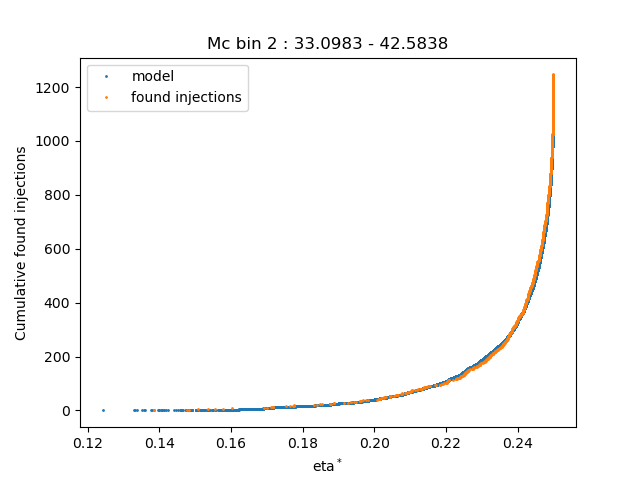 Mc bin 2 : 33.0983 - 42.5838
model
found injections
Cumulative found injections
1200
1000
800
600
400
200
0
0.12 0.14 0.16 0.18 0.20 0.22 0.24
eta*